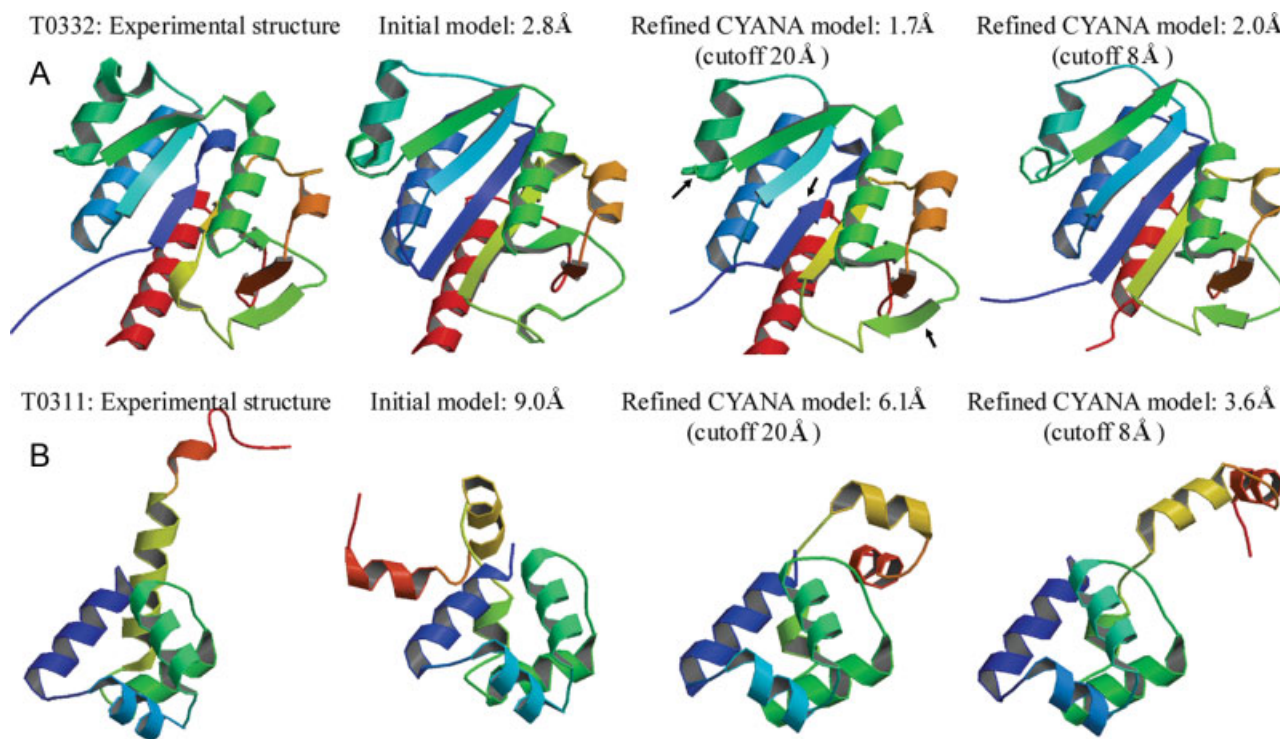 T0332: Experimental structure
Initial model: 2.8Å
Refined CYANA model: 1.7Å
(cutoff 20Å)
Refined CYANA model: 2.0Å
(cutoff 8Å)
A
T0311: Experimental structure
Initial model: 9.0Å
Refined CYANA model: 6.1Å
(cutoff 20Å)
Refined CYANA model: 3.6Å
(cutoff 8Å)
B